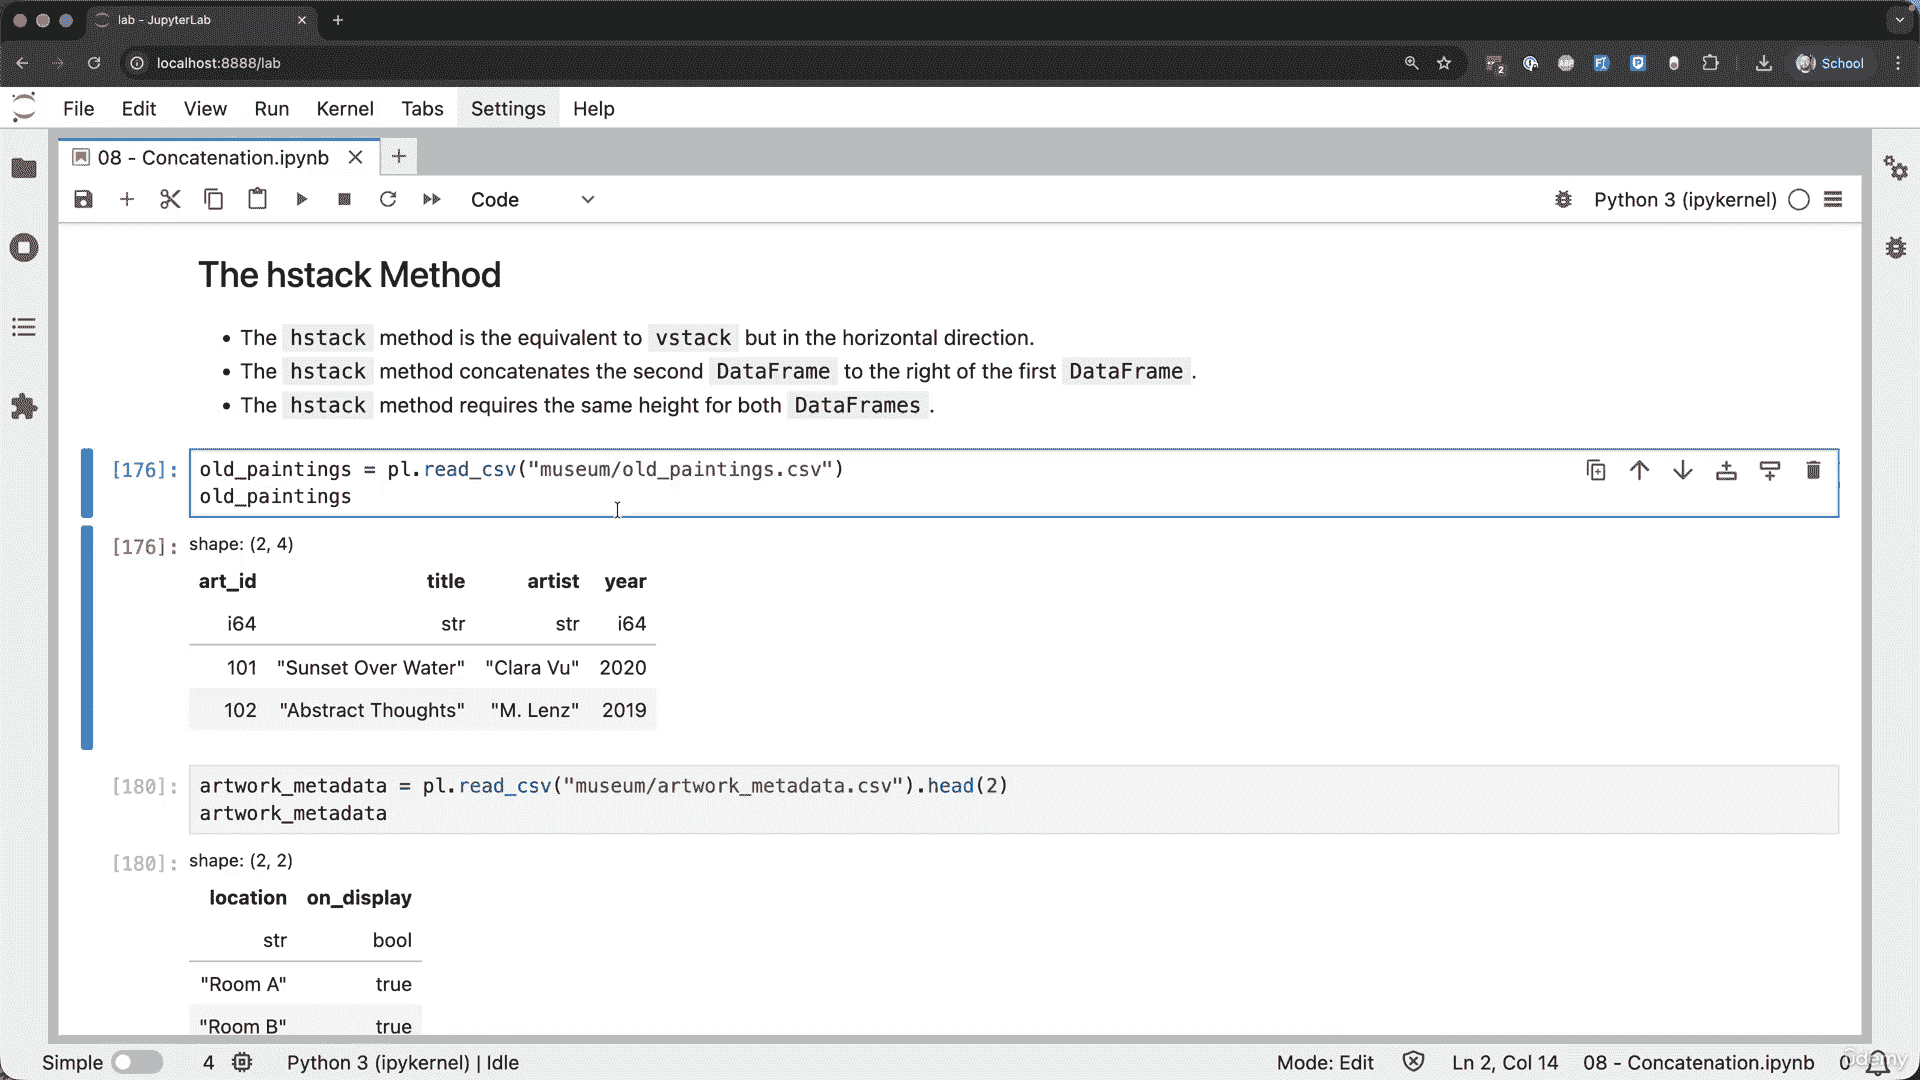 lab - JupyterLab
localhost:8888/lab
2
ABP
School
File Edit View Run Kernel Tabs Settings Help
08 - Concatenation.ipynb
Code
Python 3 (ipykernel)
The hstack Method
• The hstack method is the equivalent to vstack but in the horizontal direction.
• The hstack method concatenates the second DataFrame to the right of the first DataFrame.
• The hstack method requires the same height for both DataFrames.
[176]: old_paintings = pl.read_csv("museum/old_paintings.csv")
old_paintings
[176]: shape: (2, 4)
art_id title artist year
i64 str str i64
101 "Sunset Over Water" "Clara Vu" 2020
102 "Abstract Thoughts" "M. Lenz" 2019
[180]: artwork_metadata = pl.read_csv("museum/artwork_metadata.csv").head(2)
artwork_metadata
[180]: shape: (2, 2)
location on_display
str bool
"Room A" true
"Room B" true
Simple 4 Python 3 (ipykernel) | Idle Mode: Edit Ln 2, Col 14 08 - Concatenation.ipynb 0
udemy